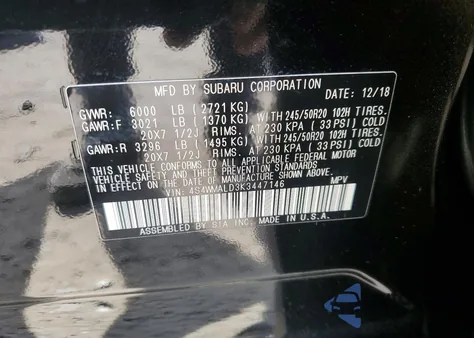 MFD BY SUBARU CORPORATION DATE: 12/18
GVWR: 6000 LB (2721 KG)
GAWR:F 3021 LB (1370 KG) WITH 245/50R20 102H TIRES.
20X7 1/2J RIMS. AT 230 KPA (33 PSI) COLD
GAWR:R 3296 LB (1495 KG) WITH 245/50R20 102H TIRES.
20X7 1/2J RIMS. AT 230 KPA (33 PSI) COLD
THIS VEHICLE CONFORMS TO ALL APPLICABLE FEDERAL MOTOR
VEHICLE SAFETY AND THEFT PREVENTION STANDARDS IN
EFFECT ON THE DATE OF MANUFACTURE SHOWN ABOVE.
VIN: 4S4WMALD3K3447146 MPV
ASSEMBLED BY S.I.A. INC. MADE IN U.S.A.